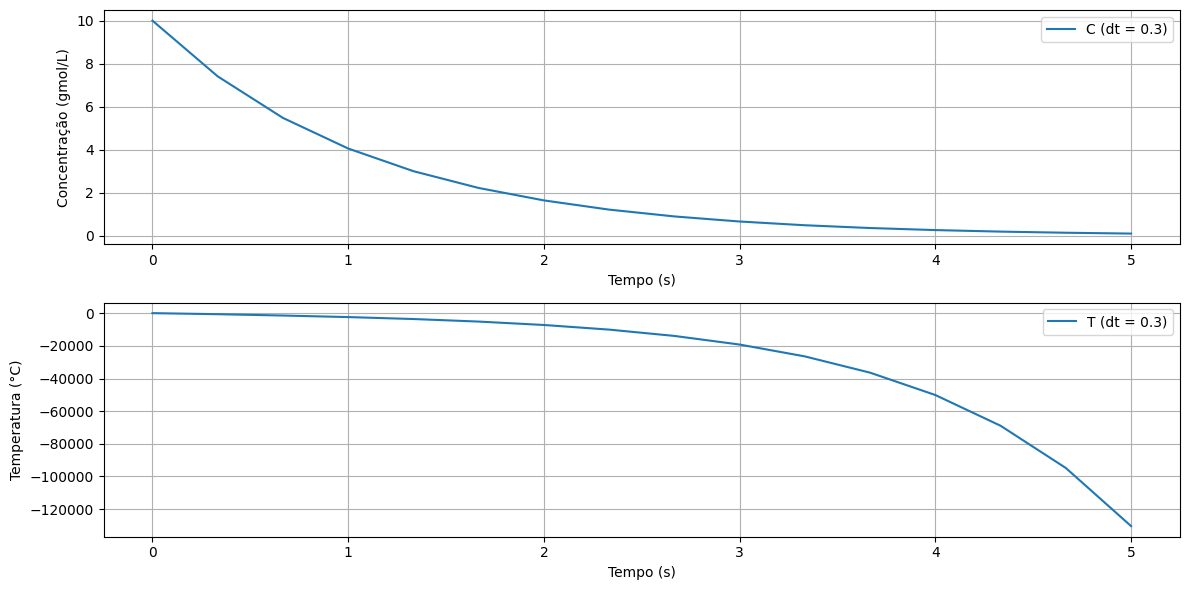 10
8
6
4
2
0
Concentração (gmol/L)
C (dt = 0.3)
0 1 2 3 4 5
Tempo (s)
0
−20000
−40000
−60000
−80000
−100000
−120000
Temperatura (°C)
T (dt = 0.3)
0 1 2 3 4 5
Tempo (s)